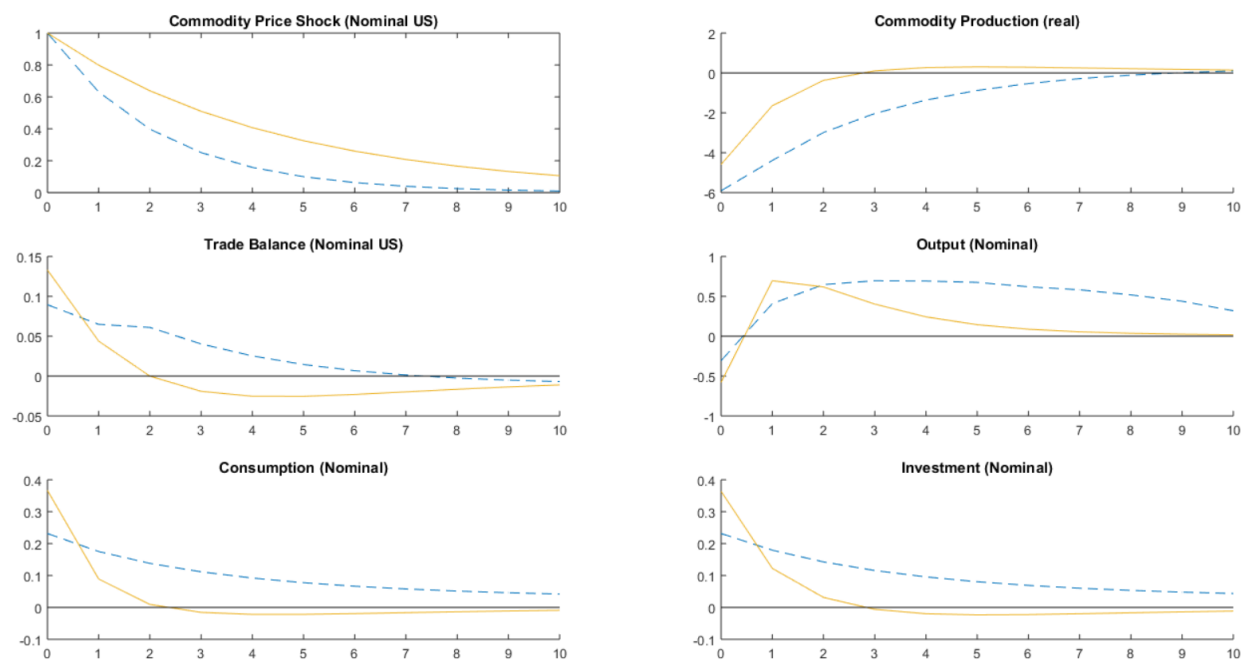 Commodity Price Shock (Nominal US)
1
0.8
0.6
0.4
0.2
0
0 1 2 3 4 5 6 7 8 9 10
Commodity Production (real)
2
0
-2
-4
-6
0 1 2 3 4 5 6 7 8 9 10
Trade Balance (Nominal US)
0.15
0.1
0.05
0
-0.05
0 1 2 3 4 5 6 7 8 9 10
Output (Nominal)
1
0.5
0
-0.5
-1
0 1 2 3 4 5 6 7 8 9 10
Consumption (Nominal)
0.4
0.3
0.2
0.1
0
-0.1
0 1 2 3 4 5 6 7 8 9 10
Investment (Nominal)
0.4
0.3
0.2
0.1
0
-0.1
0 1 2 3 4 5 6 7 8 9 10